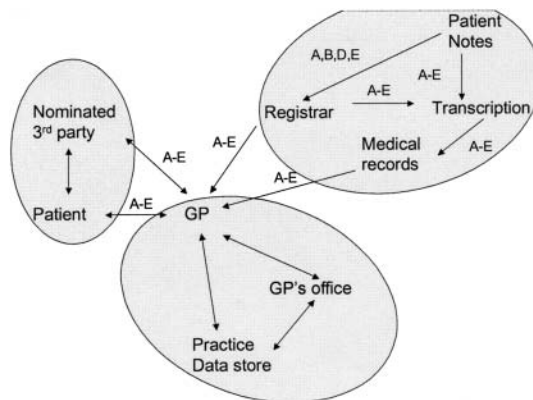 Patient
Notes
A,B,D,E
A-E
Registrar
A-E
Transcription
Nominated
3rd party
A-E
A-E
Medical
records
A-E
A-E
Patient
A-E
GP
GP's office
Practice
Data store